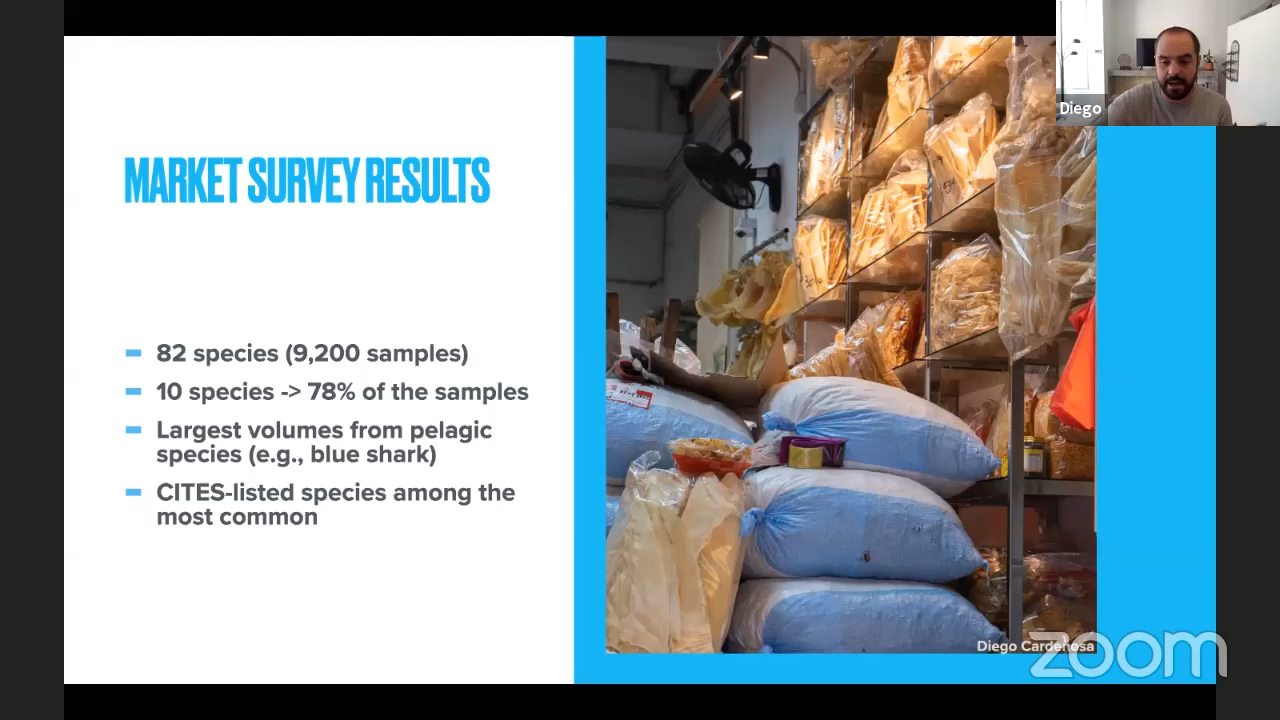 Diego
MARKET SURVEY RESULTS
82 species (9,200 samples)
10 species -> 78% of the samples
Largest volumes from pelagic
species (e.g., blue shark)
CITES-listed species among the
most common
Diego Cardeñosa
zoom